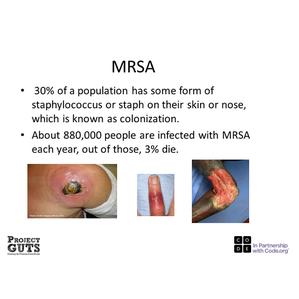 MRSA
• 30% of a population has some form of
staphylococcus or staph on their skin or nose,
which is known as colonization.
• About 880,000 people are infected with MRSA
each year, out of those, 3% die.
PROJECT
GUTS
C O
D E
In Partnership
with Code.org